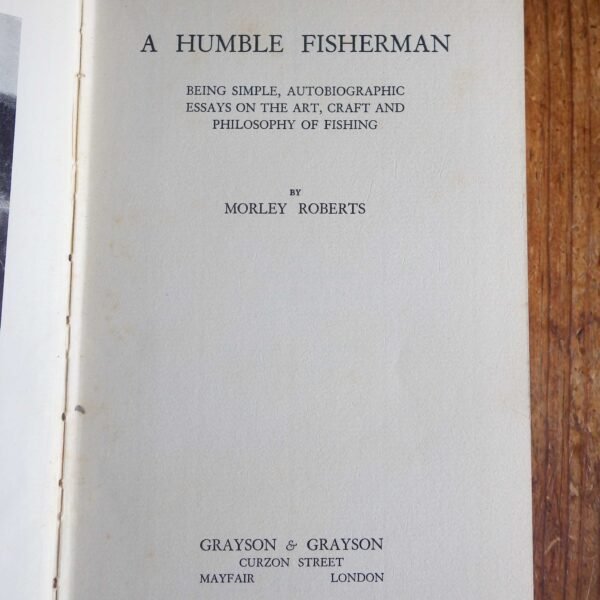 A HUMBLE FISHERMAN
BEING SIMPLE, AUTOBIOGRAPHIC
ESSAYS ON THE ART, CRAFT AND
PHILOSOPHY OF FISHING
BY
MORLEY ROBERTS
GRAYSON & GRAYSON
CURZON STREET
MAYFAIR LONDON